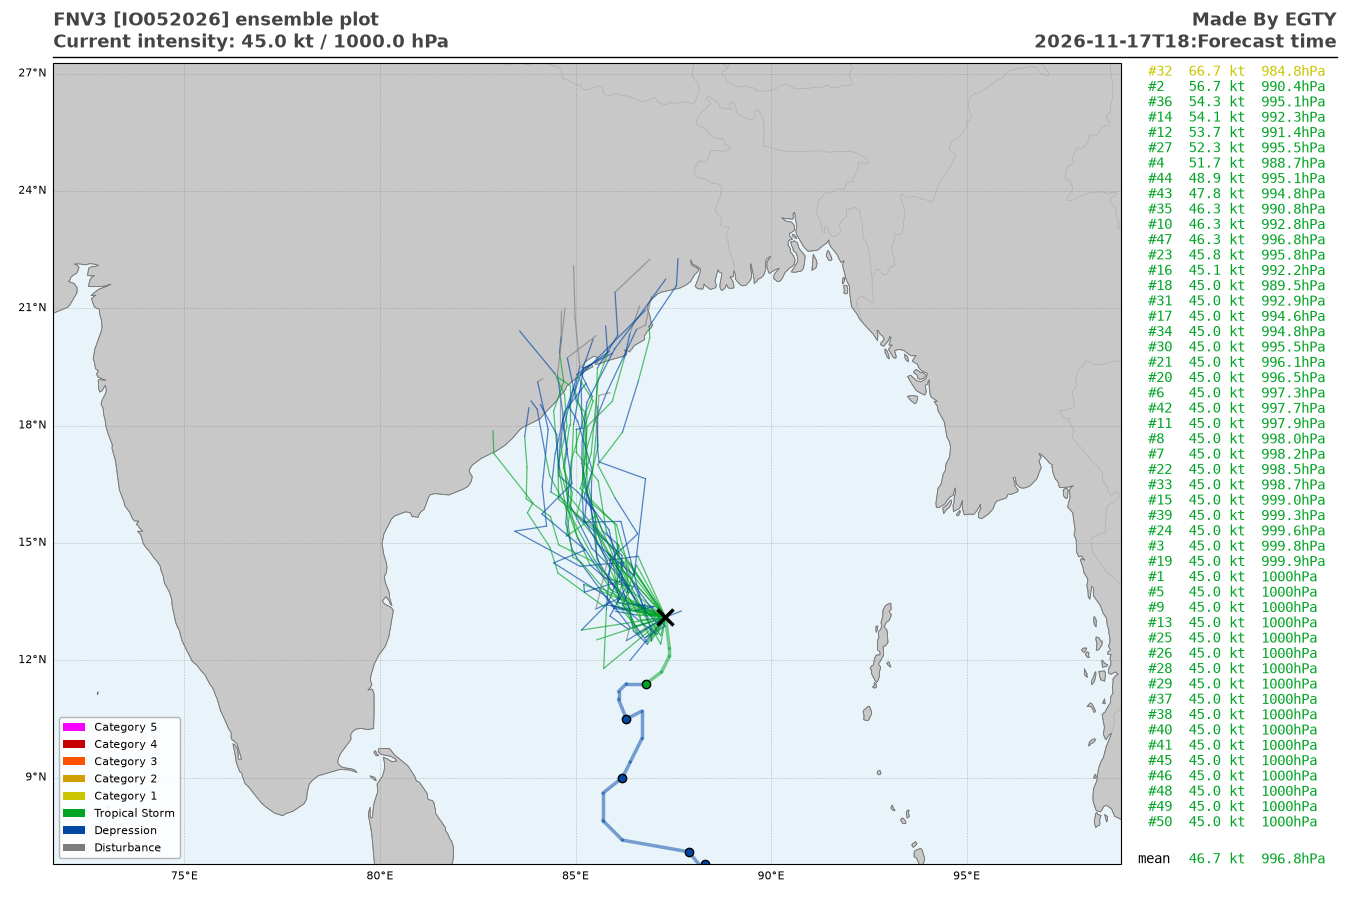 FNV3 [IO052026] ensemble plot
Made By EGTY
Current intensity: 45.0 kt / 1000.0 hPa
2026-11-17T18:Forecast time
27°N
24°N
21°N
18°N
15°N
12°N
9°N
75°E
80°E
85°E
90°E
95°E
Category 5
Category 4
Category 3
Category 2
Category 1
Tropical Storm
Depression
Disturbance
#32 66.7 kt 984.8hPa
#2 56.7 kt 990.4hPa
#36 54.3 kt 995.1hPa
#14 54.1 kt 992.3hPa
#12 53.7 kt 991.4hPa
#27 52.3 kt 995.5hPa
#4 51.7 kt 988.7hPa
#44 48.9 kt 995.1hPa
#43 47.8 kt 994.8hPa
#35 46.3 kt 990.8hPa
#10 46.3 kt 992.8hPa
#47 46.3 kt 996.8hPa
#23 45.8 kt 995.8hPa
#16 45.1 kt 992.2hPa
#18 45.0 kt 989.5hPa
#31 45.0 kt 992.9hPa
#17 45.0 kt 994.6hPa
#34 45.0 kt 994.8hPa
#30 45.0 kt 995.5hPa
#21 45.0 kt 996.1hPa
#20 45.0 kt 996.5hPa
#6 45.0 kt 997.3hPa
#42 45.0 kt 997.7hPa
#11 45.0 kt 997.9hPa
#8 45.0 kt 998.0hPa
#7 45.0 kt 998.2hPa
#22 45.0 kt 998.5hPa
#33 45.0 kt 998.7hPa
#15 45.0 kt 999.0hPa
#39 45.0 kt 999.3hPa
#24 45.0 kt 999.6hPa
#3 45.0 kt 999.8hPa
#19 45.0 kt 999.9hPa
#1 45.0 kt 1000hPa
#5 45.0 kt 1000hPa
#9 45.0 kt 1000hPa
#13 45.0 kt 1000hPa
#25 45.0 kt 1000hPa
#26 45.0 kt 1000hPa
#28 45.0 kt 1000hPa
#29 45.0 kt 1000hPa
#37 45.0 kt 1000hPa
#38 45.0 kt 1000hPa
#40 45.0 kt 1000hPa
#41 45.0 kt 1000hPa
#45 45.0 kt 1000hPa
#46 45.0 kt 1000hPa
#48 45.0 kt 1000hPa
#49 45.0 kt 1000hPa
#50 45.0 kt 1000hPa
mean 46.7 kt 996.8hPa